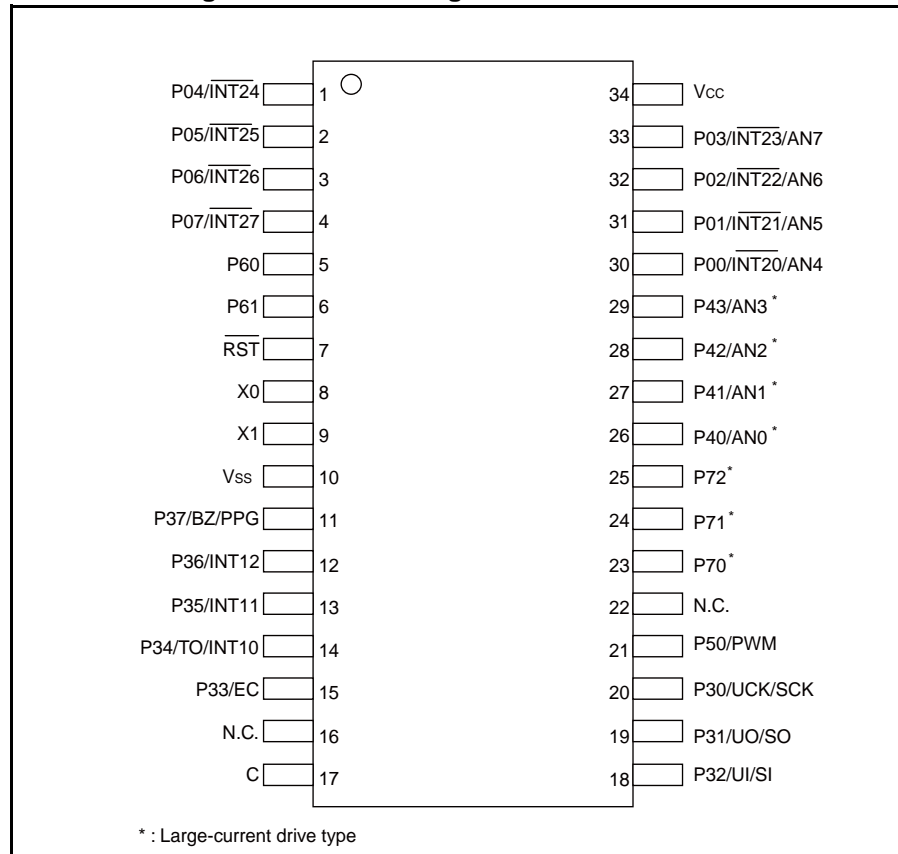 P04/INT24 1 34 Vcc
P05/INT25 2 33 P03/INT23/AN7
P06/INT26 3 32 P02/INT22/AN6
P07/INT27 4 31 P01/INT21/AN5
P60 5 30 P00/INT20/AN4
P61 6 29 P43/AN3 *
RST 7 28 P42/AN2 *
X0 8 27 P41/AN1 *
X1 9 26 P40/AN0 *
Vss 10 25 P72*
P37/BZ/PPG 11 24 P71*
P36/INT12 12 23 P70*
P35/INT11 13 22 N.C.
P34/TO/INT10 14 21 P50/PWM
P33/EC 15 20 P30/UCK/SCK
N.C. 16 19 P31/UO/SO
C 17 18 P32/UI/SI
* : Large-current drive type